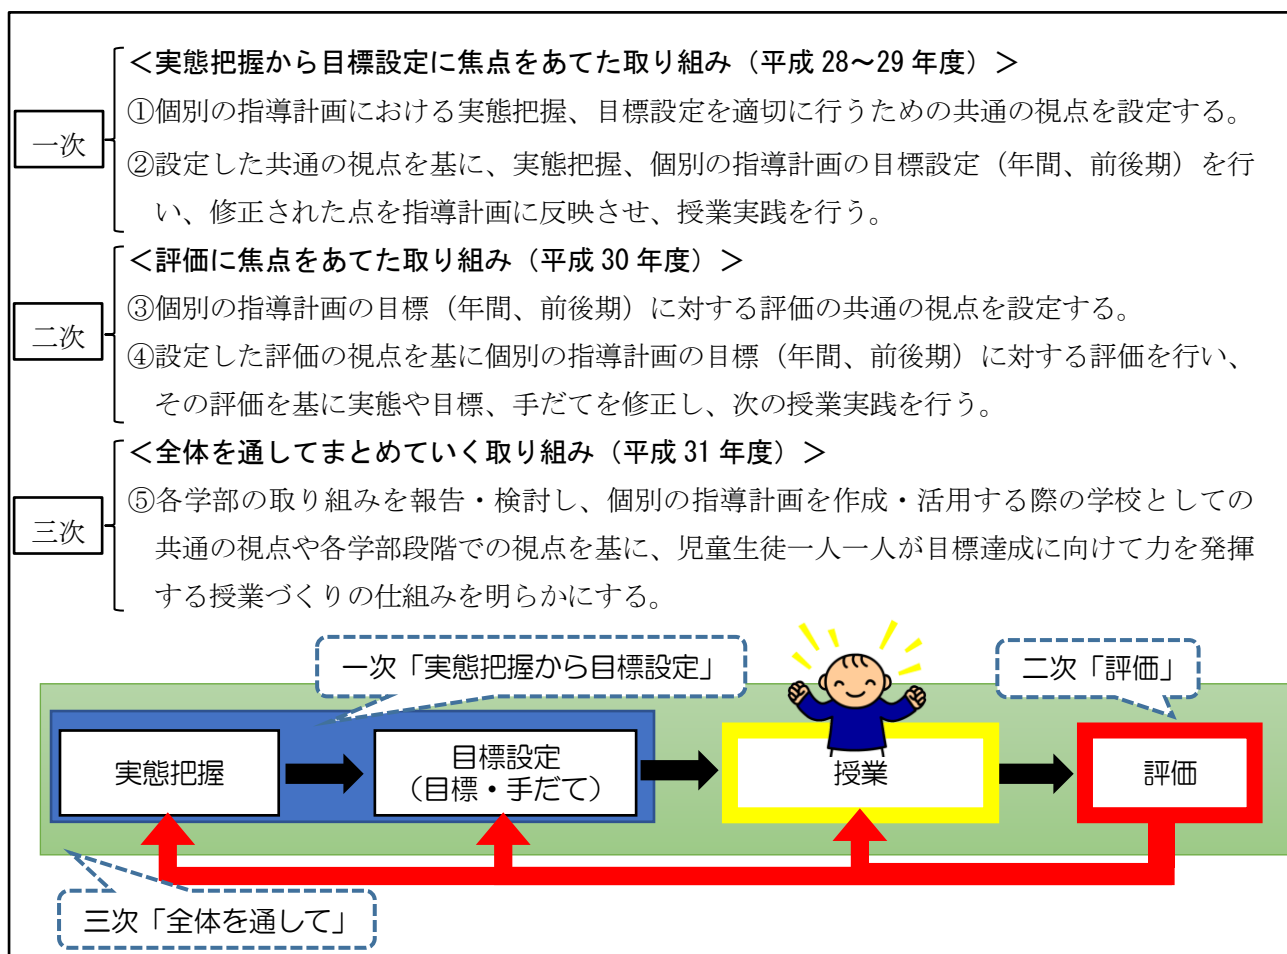 ＜実態把握から目標設定に焦点をあてた取り組み（平成 28～29 年度）＞
①個別の指導計画における実態把握、目標設定を適切に行うための共通の視点を設定する。
一次
②設定した共通の視点を基に、実態把握、個別の指導計画の目標設定（年間、前後期）を行
い、修正された点を指導計画に反映させ、授業実践を行う。
＜評価に焦点をあてた取り組み（平成 30 年度）＞
③個別の指導計画の目標（年間、前後期）に対する評価の共通の視点を設定する。
二次
④設定した評価の視点を基に個別の指導計画の目標（年間、前後期）に対する評価を行い、
その評価を基に実態や目標、手だてを修正し、次の授業実践を行う。
＜全体を通してまとめていく取り組み（平成 31 年度）＞
⑤各学部の取り組みを報告・検討し、個別の指導計画を作成・活用する際の学校としての
三次
共通の視点や各学部段階での視点を基に、児童生徒一人一人が目標達成に向けて力を発揮
する授業づくりの仕組みを明らかにする。
一次「実態把握から目標設定」
二次「評価」
実態把握
目標設定
（目標・手だて）
授業
評価
三次「全体を通して」